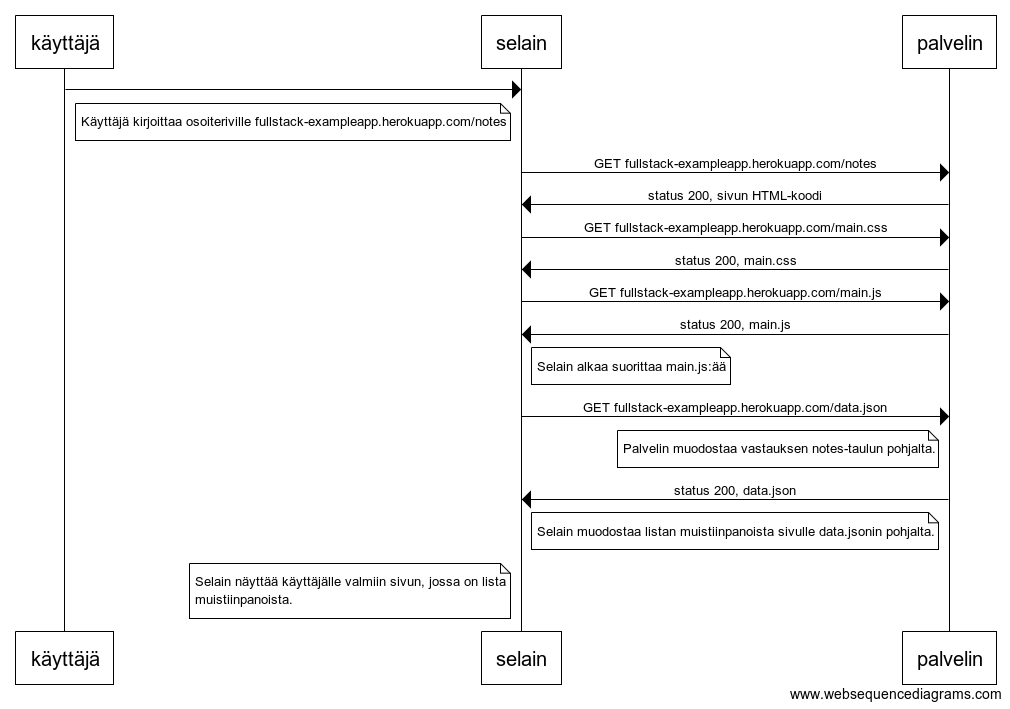 käyttäjä
selain
palvelin
Käyttäjä kirjoittaa osoiteriville fullstack-exampleapp.herokuapp.com/notes
GET fullstack-exampleapp.herokuapp.com/notes
status 200, sivun HTML-koodi
GET fullstack-exampleapp.herokuapp.com/main.css
status 200, main.css
GET fullstack-exampleapp.herokuapp.com/main.js
status 200, main.js
Selain alkaa suorittaa main.js:ää
GET fullstack-exampleapp.herokuapp.com/data.json
Palvelin muodostaa vastauksen notes-taulun pohjalta.
status 200, data.json
Selain muodostaa listan muistiinpanoista sivulle data.jsonin pohjalta.
Selain näyttää käyttäjälle valmiin sivun, jossa on lista
muistiinpanoista.
käyttäjä
selain
palvelin
www.websequencediagrams.com